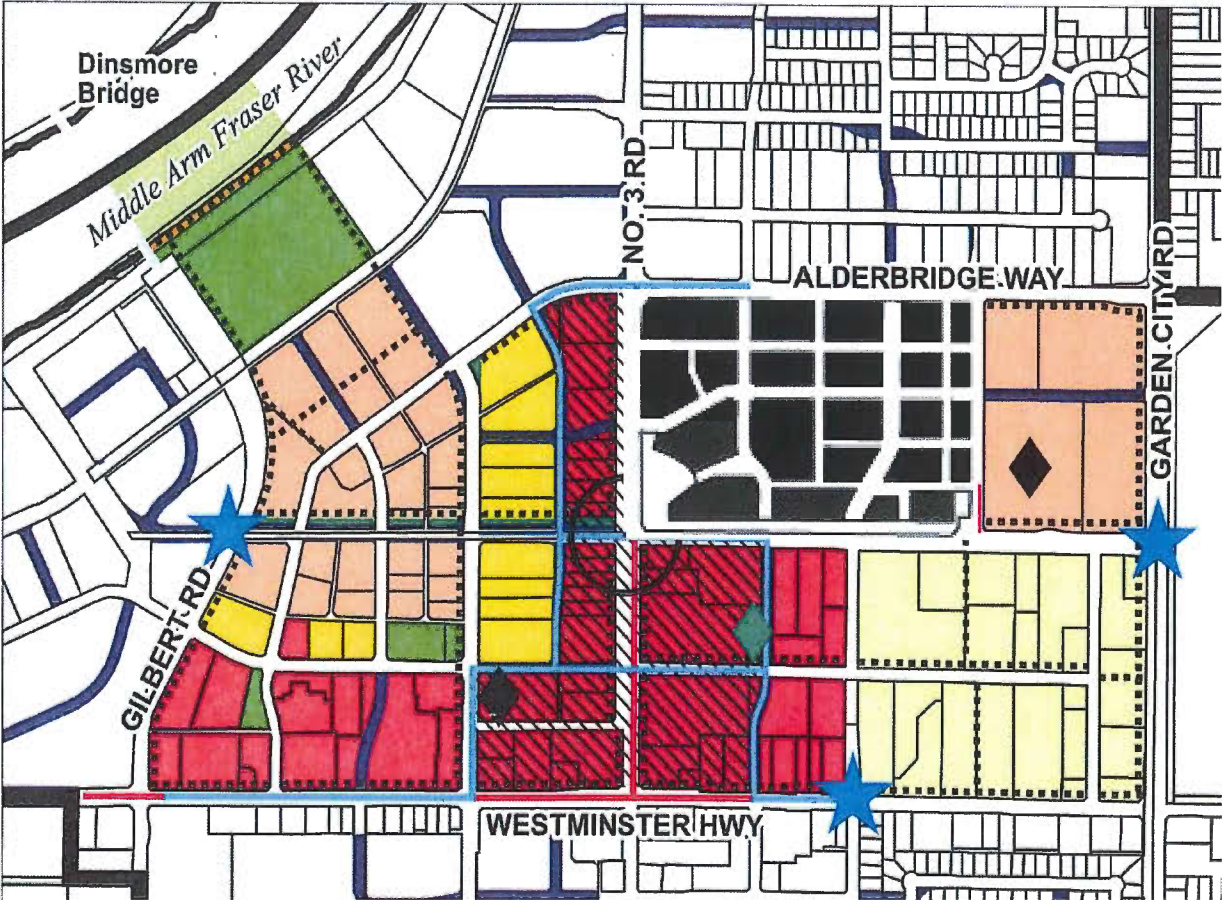 Dinsmore
Bridge
Middle Arm Fraser River
NO. 3 RD
ALDERBRIDGE WAY
GARDEN CITY RD
GILBERT RD
WESTMINSTER HWY